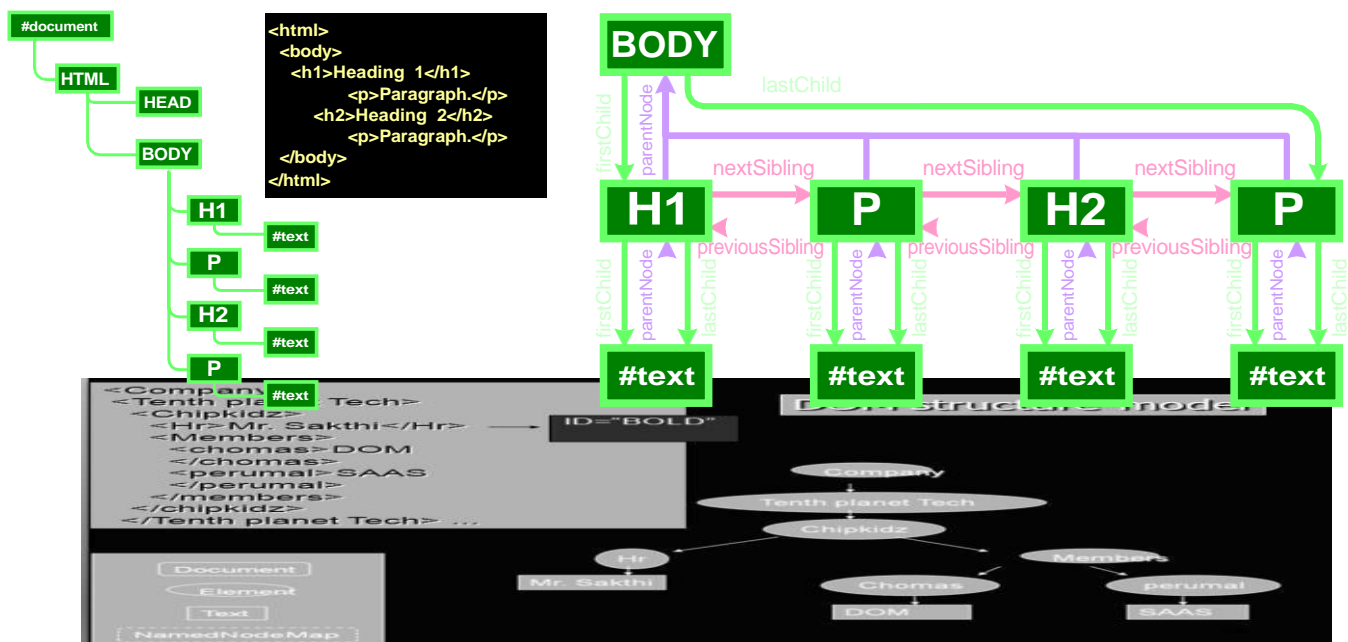 #document
HTML
HEAD
BODY
H1
#text
P
#text
H2
#text
P
#text
<html>
<body>
<h1>Heading 1</h1>
<p>Paragraph.</p>
<h2>Heading 2</h2>
<p>Paragraph.</p>
</body>
</html>
BODY
lastChild
firstChild
parentNode
nextSibling
nextSibling
nextSibling
H1
P
H2
P
previousSibling
previousSibling
previousSibling
firstChild
parentNode
lastChild
firstChild
parentNode
lastChild
firstChild
parentNode
lastChild
firstChild
parentNode
lastChild
#text
#text
#text
#text
<Company
<Tenth planet Tech>
<Chipkidz>
<Hr>Mr. Sakthi</Hr>
<Members>
<chomas>DOM
</chomas>
<perumal>SAAS
</perumal>
</members>
</chipkidz>
</Tenth planet Tech> ...
ID="BOLD"
DOM structure model
Company
Tenth planet Tech
Chipkidz
Hr
Members
Mr. Sakthi
Chomas
perumal
DOM
SAAS
Document
Element
Text
NamedNodeMap